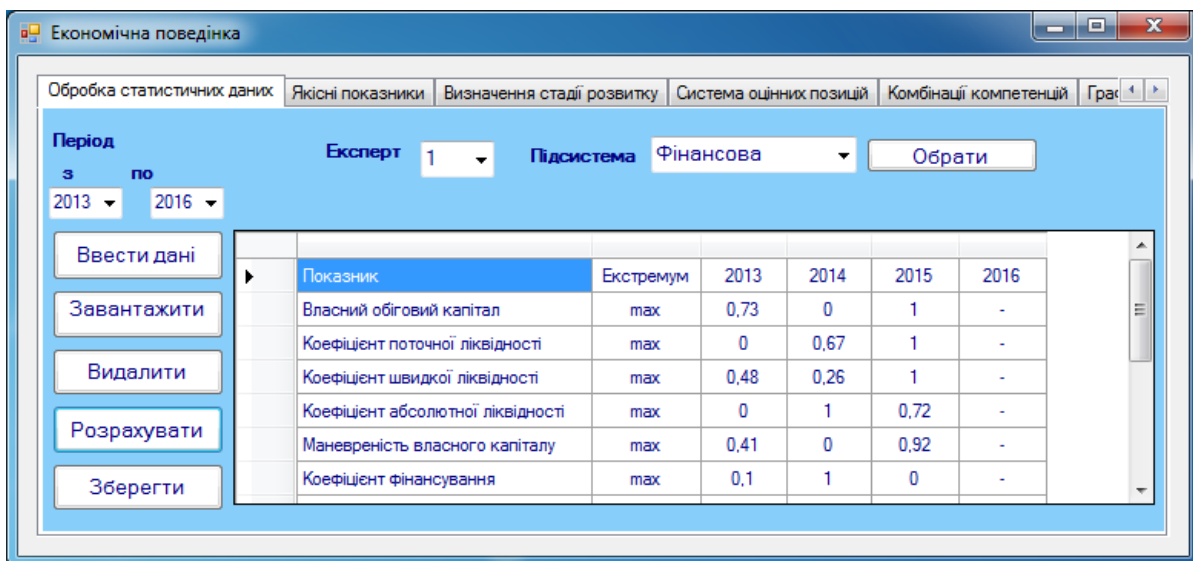 Економічна поведінка
Обробка статистичних даних Якісні показники Визначення стадії розвитку Система оцінних позицій Комбінації компетенцій Граф
Період
з по
2013 2016
Експерт 1 Підсистема Фінансова Обрати
Ввести дані
Завантажити
Видалити
Розрахувати
Зберегти
Показник Екстремум 2013 2014 2015 2016
Власний обіговий капітал max 0,73 0 1 -
Коефіцієнт поточної ліквідності max 0 0,67 1 -
Коефіцієнт швидкої ліквідності max 0,48 0,26 1 -
Коефіцієнт абсолютної ліквідності max 0 1 0,72 -
Маневреність власного капіталу max 0,41 0 0,92 -
Коефіцієнт фінансування max 0,1 1 0 -